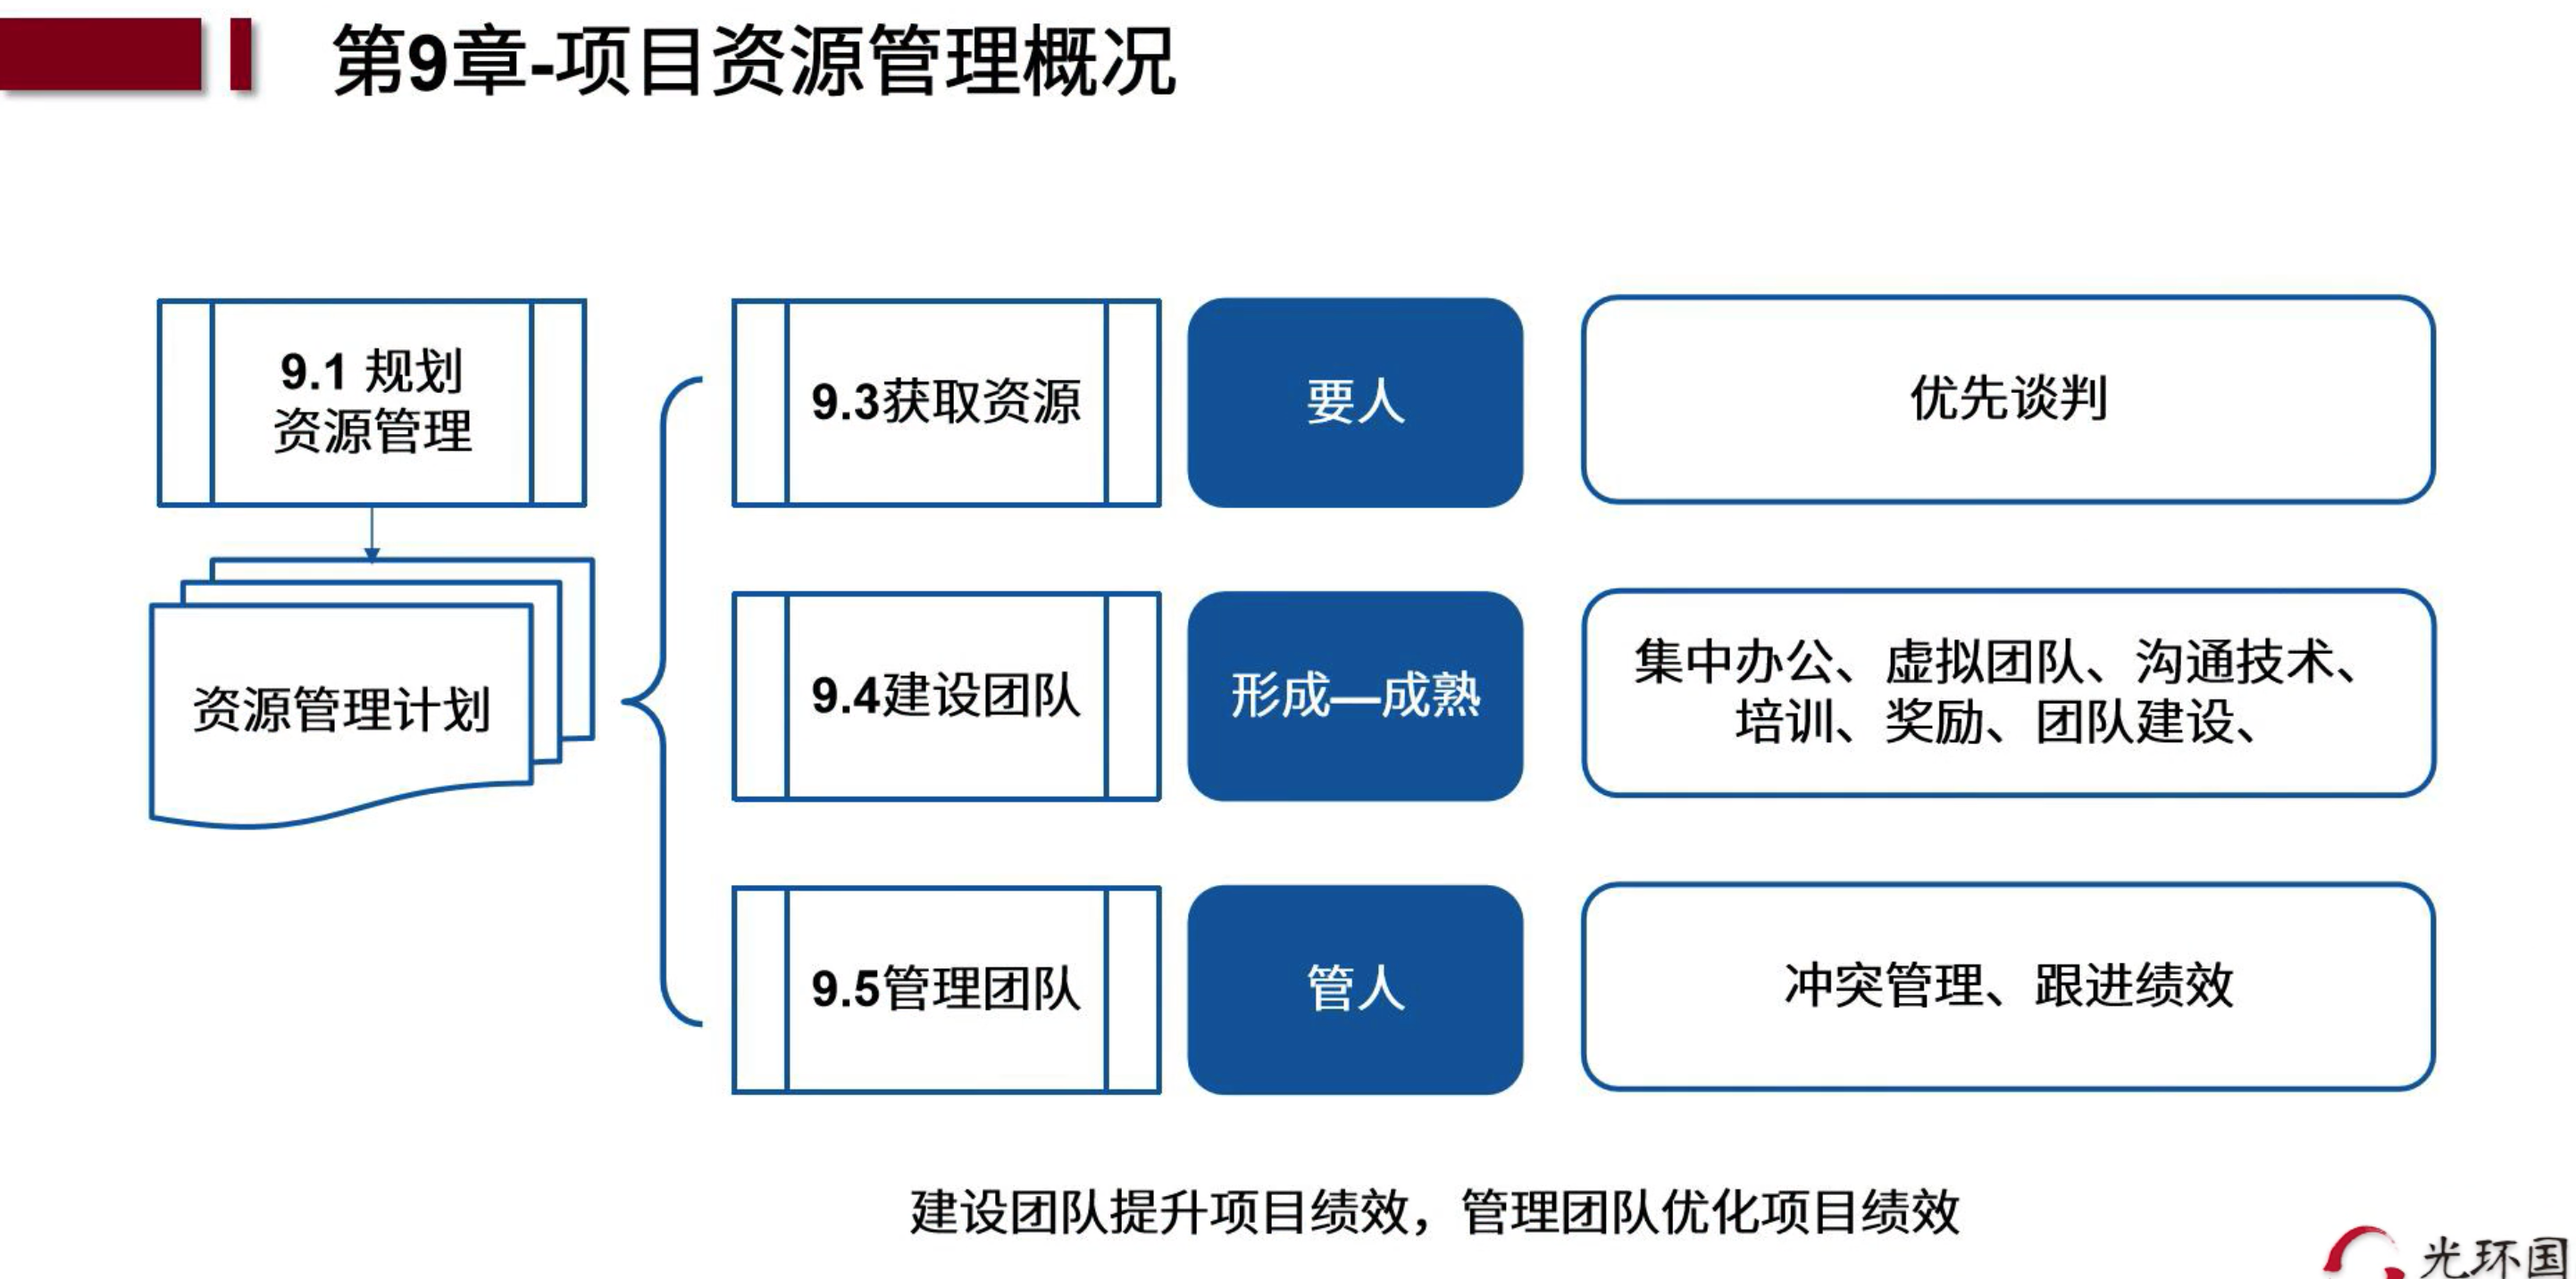 第9章-项目资源管理概况
9.1 规划
资源管理
资源管理计划
9.3获取资源
要人
优先谈判
9.4建设团队
形成—成熟
集中办公、虚拟团队、沟通技术、
培训、奖励、团队建设、
9.5管理团队
管人
冲突管理、跟进绩效
建设团队提升项目绩效，管理团队优化项目绩效
光环国